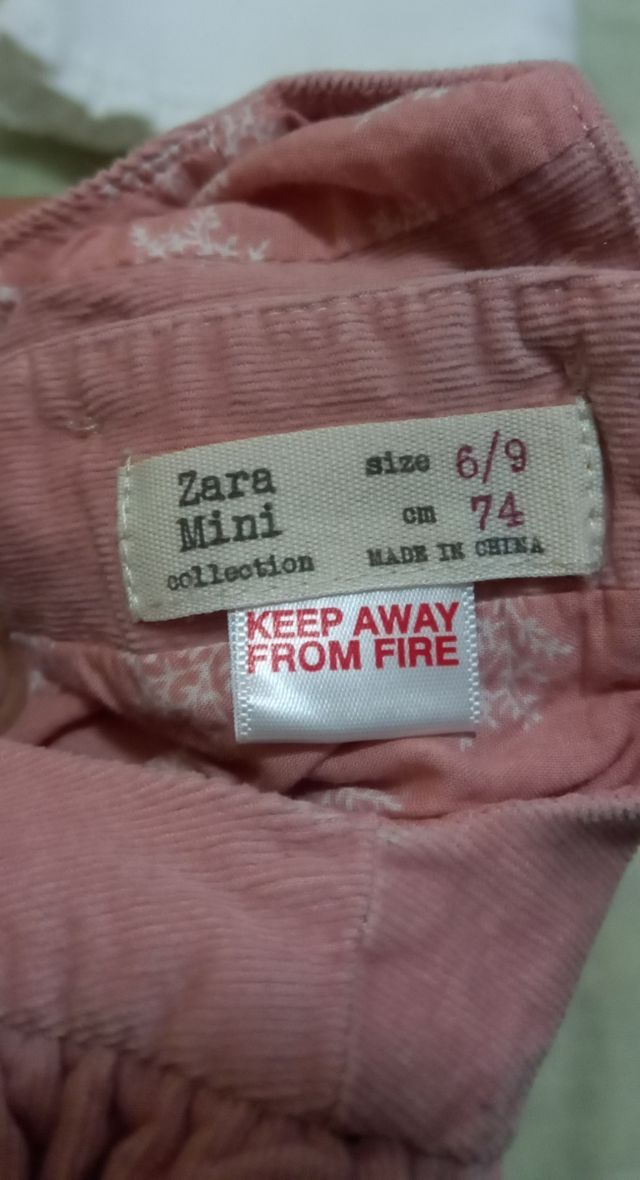 Zara
Mini
collection
size 6/9
cm 74
MADE IN CHINA
KEEP AWAY
FROM FIRE